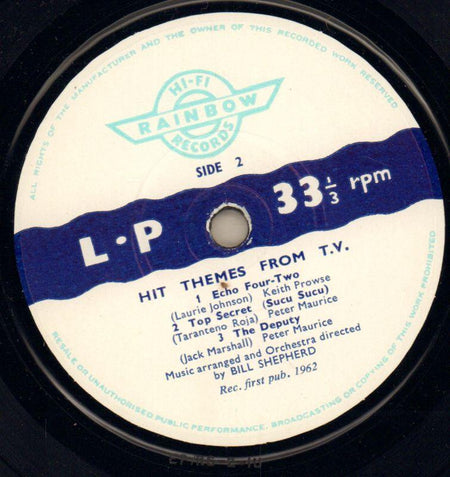 ALL RIGHTS OF THE MANUFACTURER AND THE OWNER OF THIS RECORDED WORK RESERVED
HI-FI
RAINBOW
RECORDS
SIDE 2
L·P 33 1/3 rpm
HIT THEMES FROM T.V.
1 Echo Four-Two
(Laurie Johnson) Keith Prowse
2 Top Secret (Sucu Sucu)
(Taranteno Roja) Peter Maurice
3 The Deputy
(Jack Marshall) Peter Maurice
Music arranged and Orchestra directed
by BILL SHEPHERD
Rec. first pub. 1962
RESALE OR UNAUTHORISED PUBLIC PERFORMANCE, BROADCASTING OR COPYING OF THIS WORK PROHIBITED